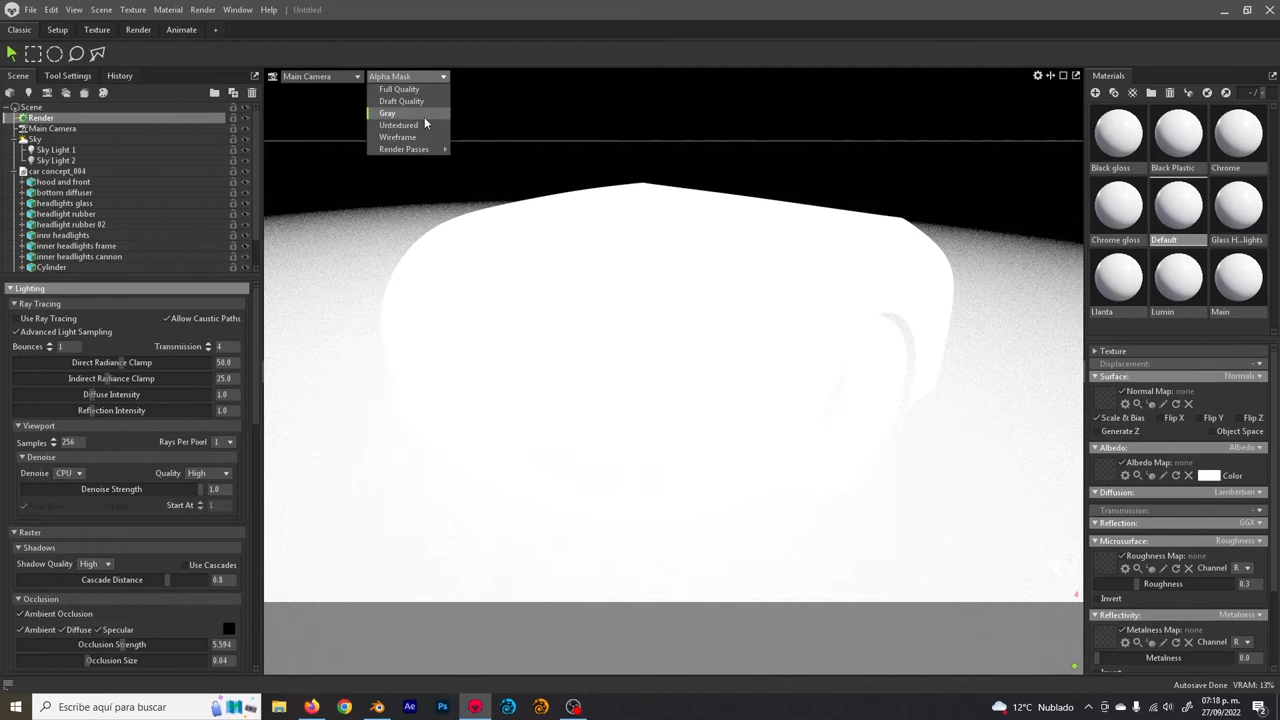 File Edit View Scene Texture Material Render Window Help Untitled
Classic Setup Texture Render Animate +
Scene Tool Settings History
Main Camera Alpha Mask
Full Quality
Draft Quality
Gray
Untextured
Wireframe
Render Passes
Scene
Render
Main Camera
Sky
Sky Light 1
Sky Light 2
car concept_004
hood and front
bottom diffuser
headlights glass
headlight rubber
headlight rubber 02
innr headlights
inner headlights frame
inner headlights cannon
Cylinder
Lighting
Ray Tracing
Use Ray Tracing Allow Caustic Paths
Advanced Light Sampling
Bounces 1 Transmission 4
Direct Radiance Clamp 50.0
Indirect Radiance Clamp 25.0
Diffuse Intensity 1.0
Reflection Intensity 1.0
Viewport
Samples 256 Rays Per Pixel 1
Denoise
Denoise CPU Quality High
Denoise Strength 1.0
Start At 1
Raster
Shadows
Shadow Quality High Use Cascades
Cascade Distance 0.8
Occlusion
Ambient Occlusion
Ambient Diffuse Specular
Occlusion Strength 5.594
Occlusion Size 0.04
4
Materials
- /
Black gloss Black Plastic Chrome
Chrome gloss Default Glass H...lights
Llanta Lumin Main
Texture
Displacement:
Surface: Normals
Normal Map: none
Scale & Bias Flip X Flip Y Flip Z
Generate Z Object Space
Albedo: Albedo
Albedo Map: none
Color
Diffusion: Lambertian
Transmission:
Reflection: GGX
Microsurface: Roughness
Roughness Map: none
Channel R
Roughness 0.3
Invert
Reflectivity: Metalness
Metalness Map: none
Channel R
Metalness 0.0
Autosave Done VRAM: 13%
Escribe aquí para buscar
12°C Nublado
07:18 p. m.
27/09/2022
2